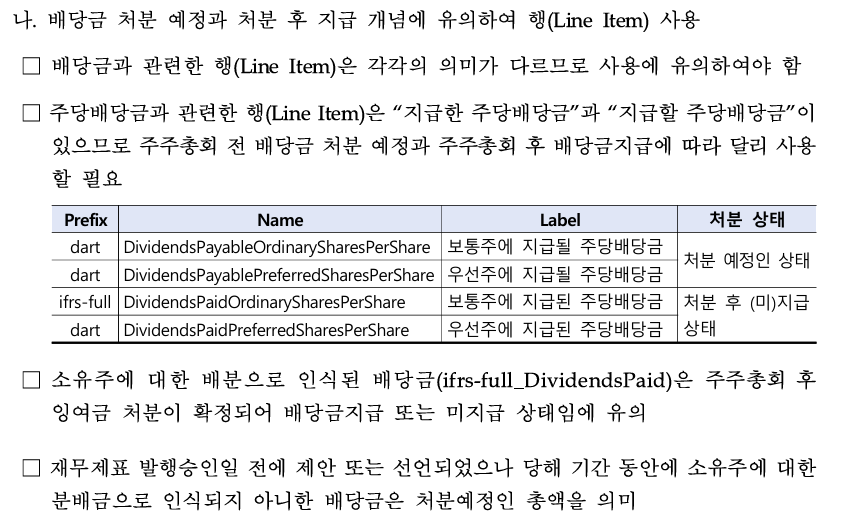 나. 배당금 처분 예정과 처분 후 지급 개념에 유의하여 행(Line Item) 사용
□ 배당금과 관련한 행(Line Item)은 각각의 의미가 다르므로 사용에 유의하여야 함
□ 주당배당금과 관련한 행(Line Item)은 “지급한 주당배당금”과 “지급할 주당배당금”이
있으므로 주주총회 전 배당금 처분 예정과 주주총회 후 배당금지급에 따라 달리 사용
할 필요
Prefix Name Label 처분 상태
dart DividendsPayableOrdinarySharesPerShare 보통주에 지급될 주당배당금 처분 예정인 상태
dart DividendsPayablePreferredSharesPerShare 우선주에 지급될 주당배당금
ifrs-full DividendsPaidOrdinarySharesPerShare 보통주에 지급된 주당배당금 처분 후 (미)지급
dart DividendsPaidPreferredSharesPerShare 우선주에 지급된 주당배당금 상태
□ 소유주에 대한 배분으로 인식된 배당금(ifrs-full_DividendsPaid)은 주주총회 후
잉여금 처분이 확정되어 배당금지급 또는 미지급 상태임에 유의
□ 재무제표 발행승인일 전에 제안 또는 선언되었으나 당해 기간 동안에 소유주에 대한
분배금으로 인식되지 아니한 배당금은 처분예정인 총액을 의미